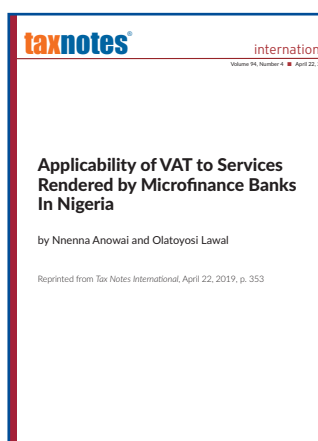 taxnotes®
internation
Volume 94, Number 4 ■ April 22, 
Applicability of VAT to Services
Rendered by Microfinance Banks
In Nigeria
by Nnenna Anowai and Olatoyosi Lawal
Reprinted from Tax Notes International, April 22, 2019, p. 353